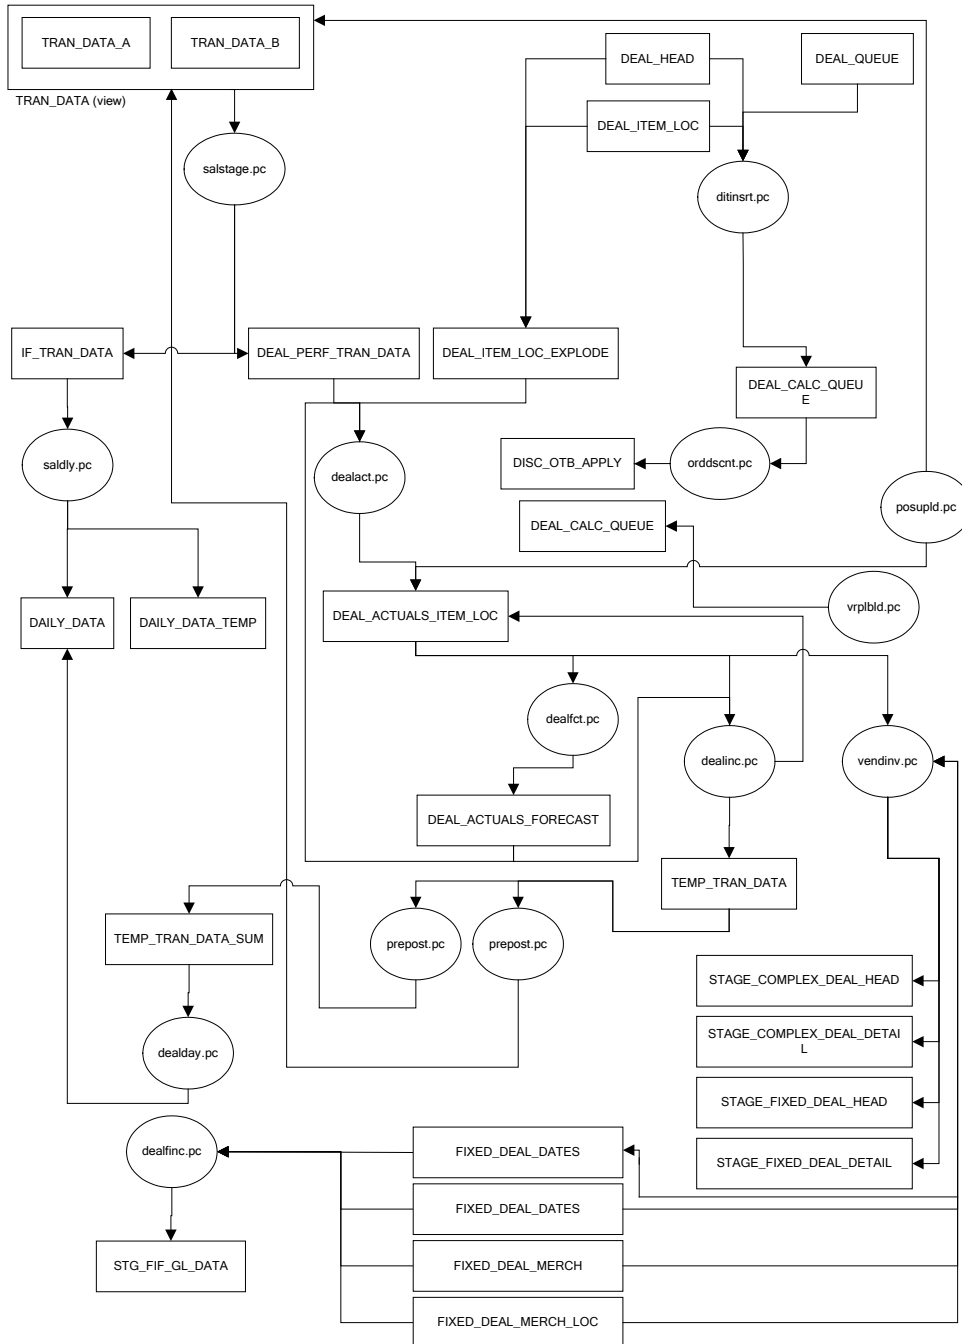 TRAN_DATA_A
TRAN_DATA_B
DEAL_HEAD
DEAL_QUEUE
TRAN_DATA (view)
DEAL_ITEM_LOC
salstage.pc
ditinsrt.pc
IF_TRAN_DATA
DEAL_PERF_TRAN_DATA
DEAL_ITEM_LOC_EXPLODE
DEAL_CALC_QUEU
E
saldly.pc
dealact.pc
DISC_OTB_APPLY
orddscnt.pc
posupld.pc
DEAL_CALC_QUEUE
DAILY_DATA
DAILY_DATA_TEMP
DEAL_ACTUALS_ITEM_LOC
vrplbld.pc
dealfct.pc
dealinc.pc
vendinv.pc
DEAL_ACTUALS_FORECAST
TEMP_TRAN_DATA
TEMP_TRAN_DATA_SUM
prepost.pc
prepost.pc
STAGE_COMPLEX_DEAL_HEAD
STAGE_COMPLEX_DEAL_DETAI
L
dealday.pc
STAGE_FIXED_DEAL_HEAD
dealfinc.pc
FIXED_DEAL_DATES
STAGE_FIXED_DEAL_DETAIL
FIXED_DEAL_DATES
STG_FIF_GL_DATA
FIXED_DEAL_MERCH
FIXED_DEAL_MERCH_LOC